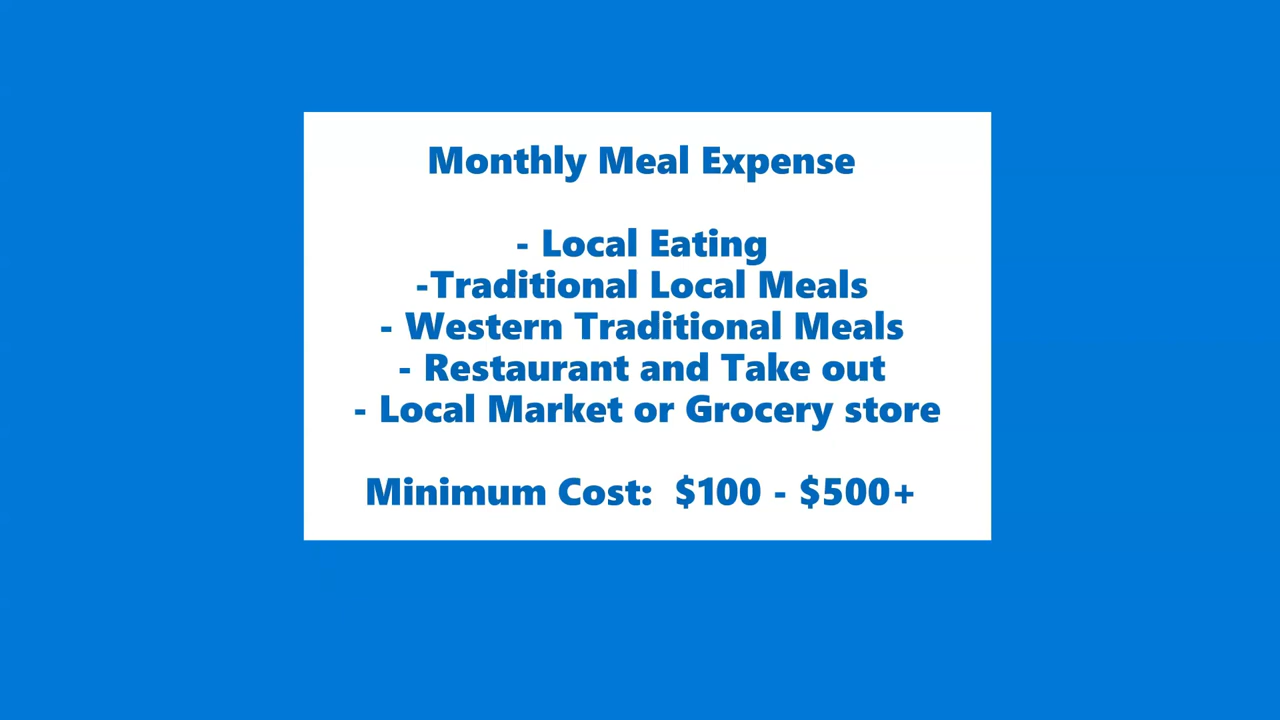 Monthly Meal Expense
- Local Eating
-Traditional Local Meals
- Western Traditional Meals
- Restaurant and Take out
- Local Market or Grocery store
Minimum Cost:  $100 - $500+